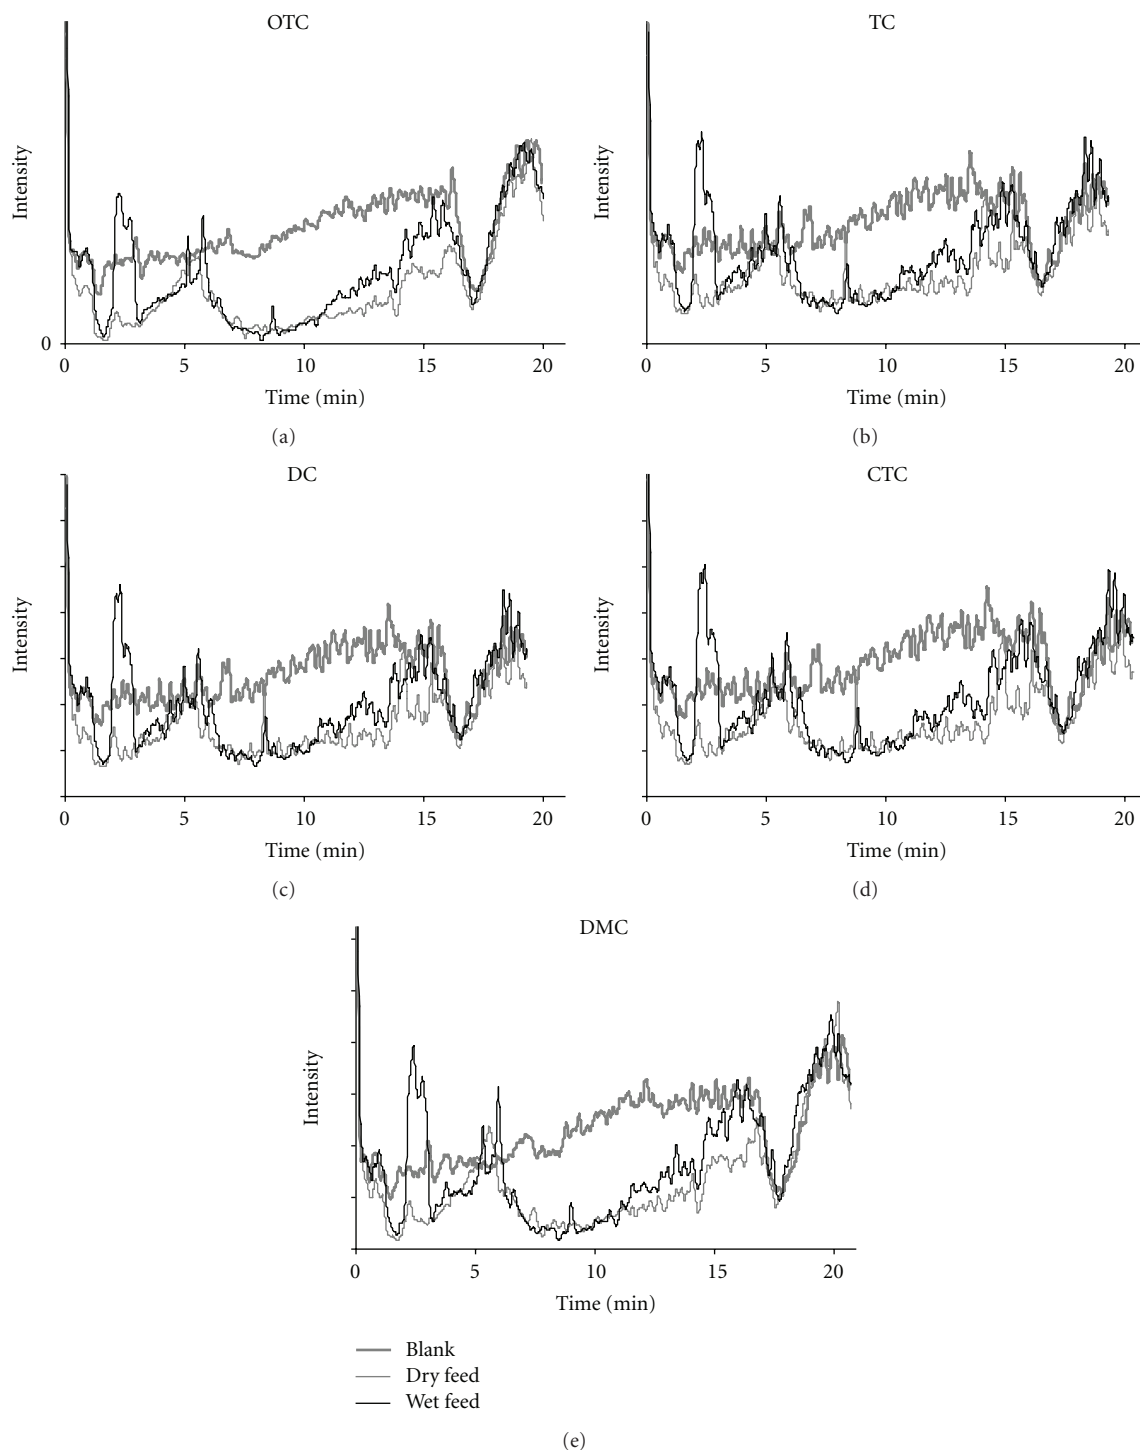 OTC
Intensity
0
0 5 10 15 20
Time (min)
(a)
TC
Intensity
0 5 10 15 20
Time (min)
(b)
DC
Intensity
0 5 10 15 20
Time (min)
(c)
CTC
Intensity
0 5 10 15 20
Time (min)
(d)
DMC
Intensity
0 5 10 15 20
Time (min)
Blank
Dry feed
Wet feed
(e)